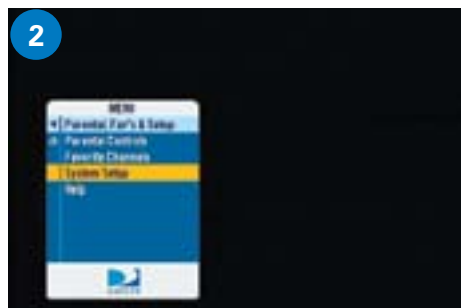 2
MENU
Parental, Fav's & Setup
Parental Controls
Favorite Channels
System Setup
Help